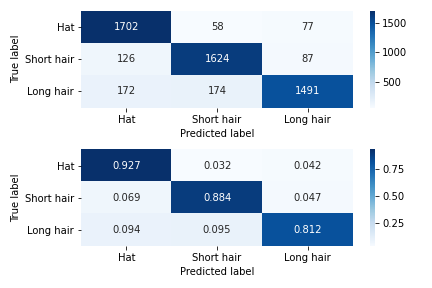 True label
Hat 1702 58 77
Short hair 126 1624 87
Long hair 172 174 1491
Hat Short hair Long hair
Predicted label
1500
1000
500
True label
Hat 0.927 0.032 0.042
Short hair 0.069 0.884 0.047
Long hair 0.094 0.095 0.812
Hat Short hair Long hair
Predicted label
0.75
0.50
0.25